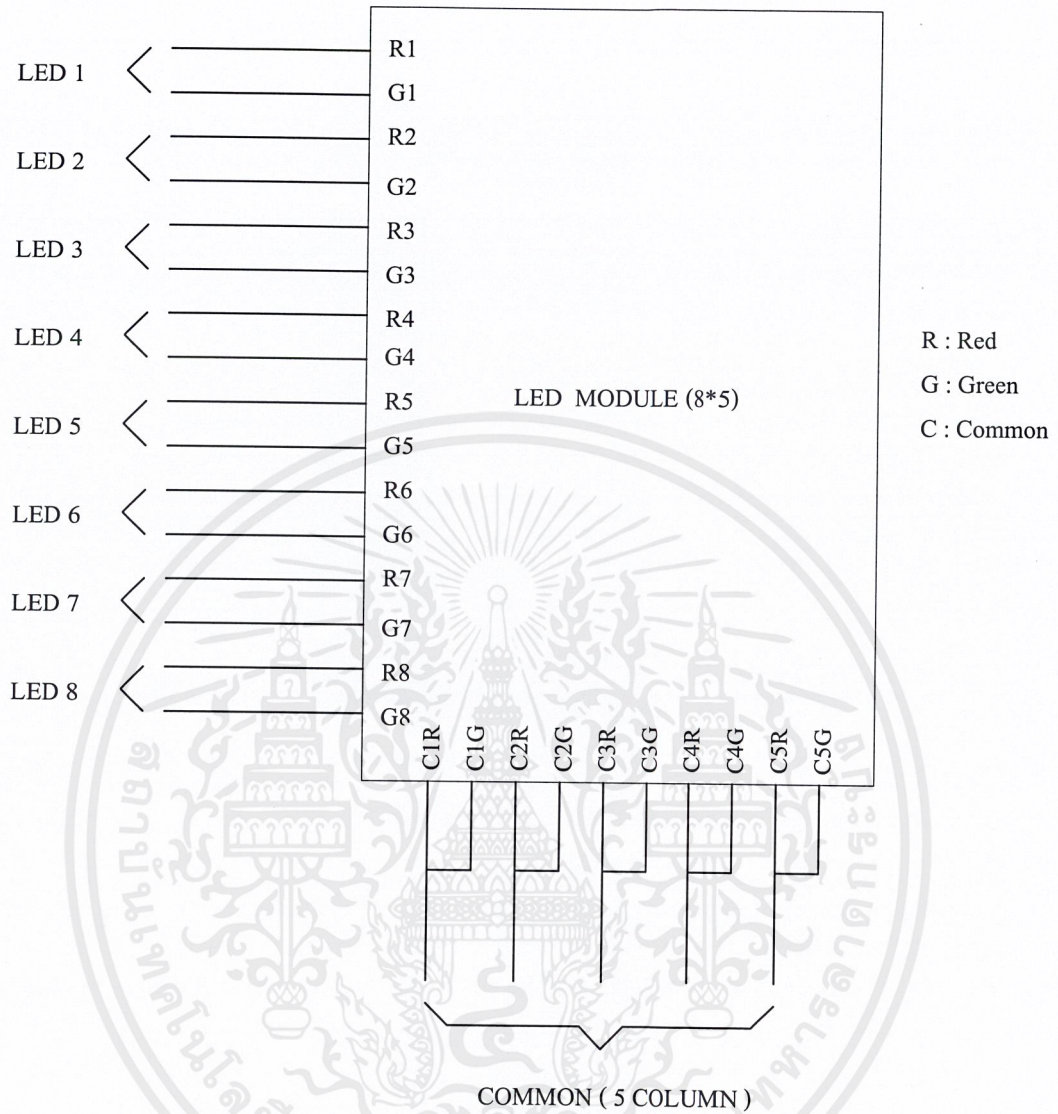 LED 1
R1
G1
LED 2
R2
G2
LED 3
R3
G3
LED 4
R4
G4
LED 5
R5
G5
LED 6
R6
G6
LED 7
R7
G7
LED 8
R8
G8
LED MODULE (8*5)
R : Red
G : Green
C : Common
C1R
C1G
C2R
C2G
C3R
C3G
C4R
C4G
C5R
C5G
COMMON ( 5 COLUMN )